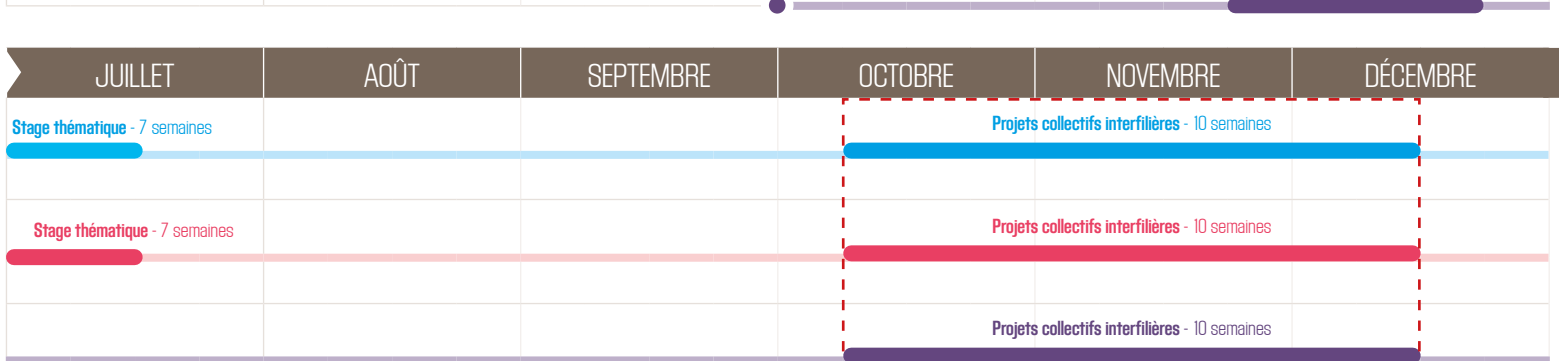 JUILLET AOÛT SEPTEMBRE OCTOBRE NOVEMBRE DÉCEMBRE
Stage thématique - 7 semaines Projets collectifs interfilières - 10 semaines
Stage thématique - 7 semaines Projets collectifs interfilières - 10 semaines
Projets collectifs interfilières - 10 semaines